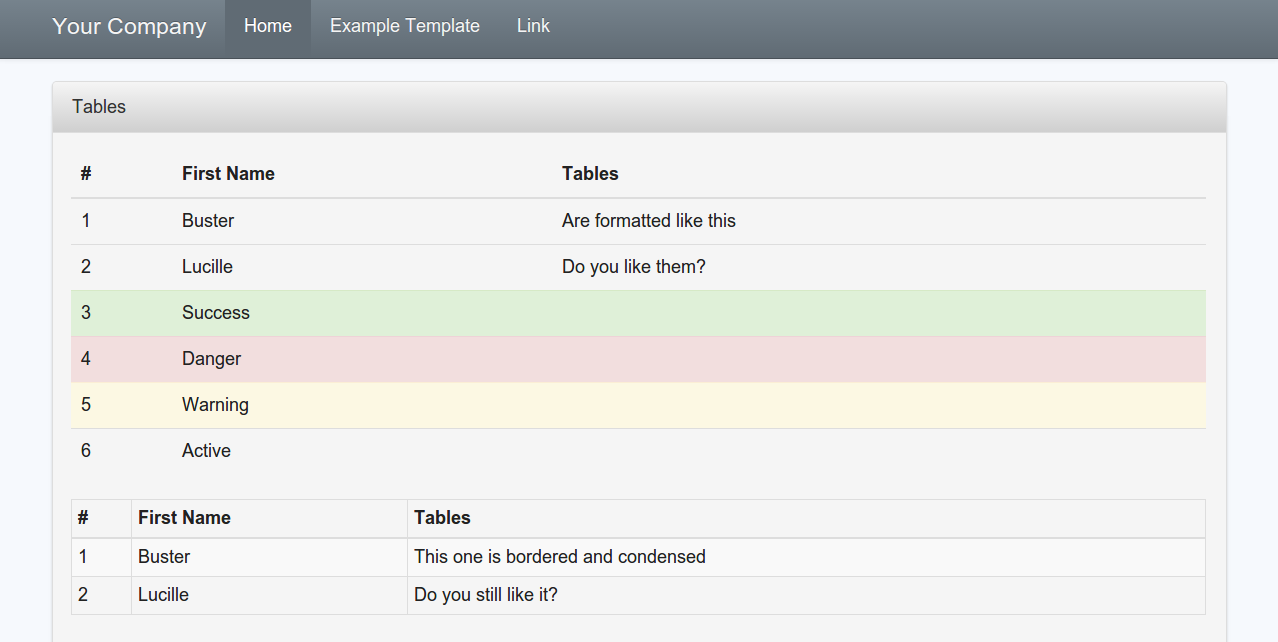 Your Company Home Example Template Link
Tables
# First Name Tables
1 Buster Are formatted like this
2 Lucille Do you like them?
3 Success
4 Danger
5 Warning
6 Active
# First Name Tables
1 Buster This one is bordered and condensed
2 Lucille Do you still like it?